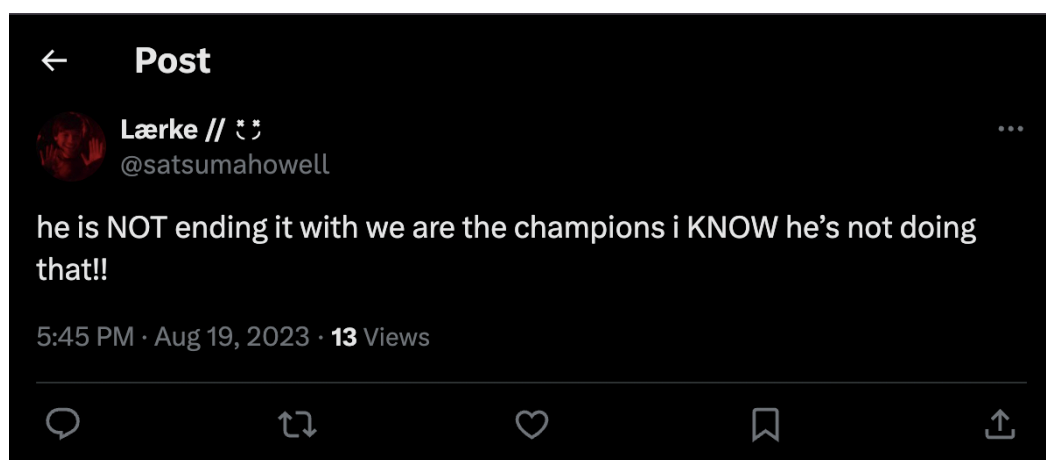 Post
Lærke //
@satsumahowell
he is NOT ending it with we are the champions i KNOW he’s not doing
that!!
5:45 PM · Aug 19, 2023 · 13 Views